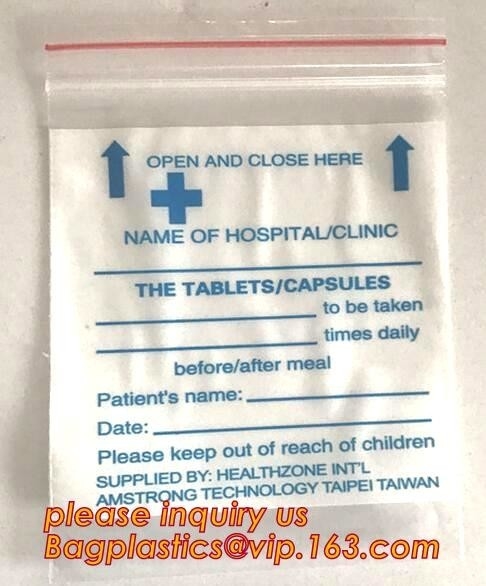 OPEN AND CLOSE HERE
NAME OF HOSPITAL/CLINIC
THE TABLETS/CAPSULES
to be taken
times daily
before/after meal
Patient's name:
Date:
Please keep out of reach of children
SUPPLIED BY: HEALTHZONE INT'L
AMSTRONG TECHNOLOGY TAIPEI TAIWAN
please inquiry us
Bagplastics@vip.163.com